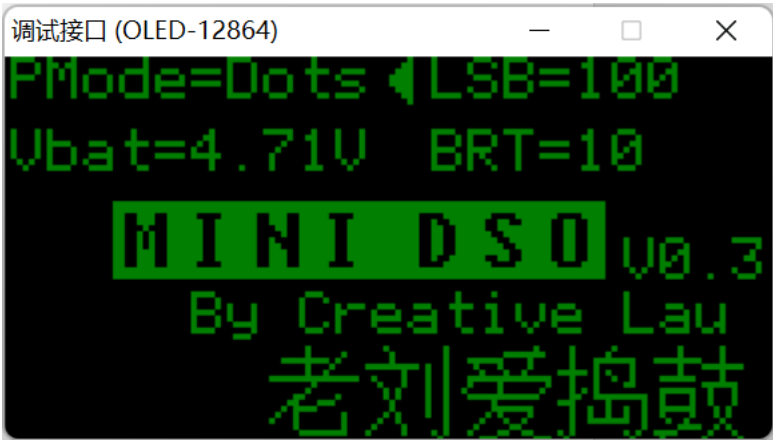 调试接口 (OLED-12864)
PMode=Dots LSB=100
Vbat=4.71V BRT=10
MINI DSO V0.3
By Creative Lau
老刘爱捣鼓